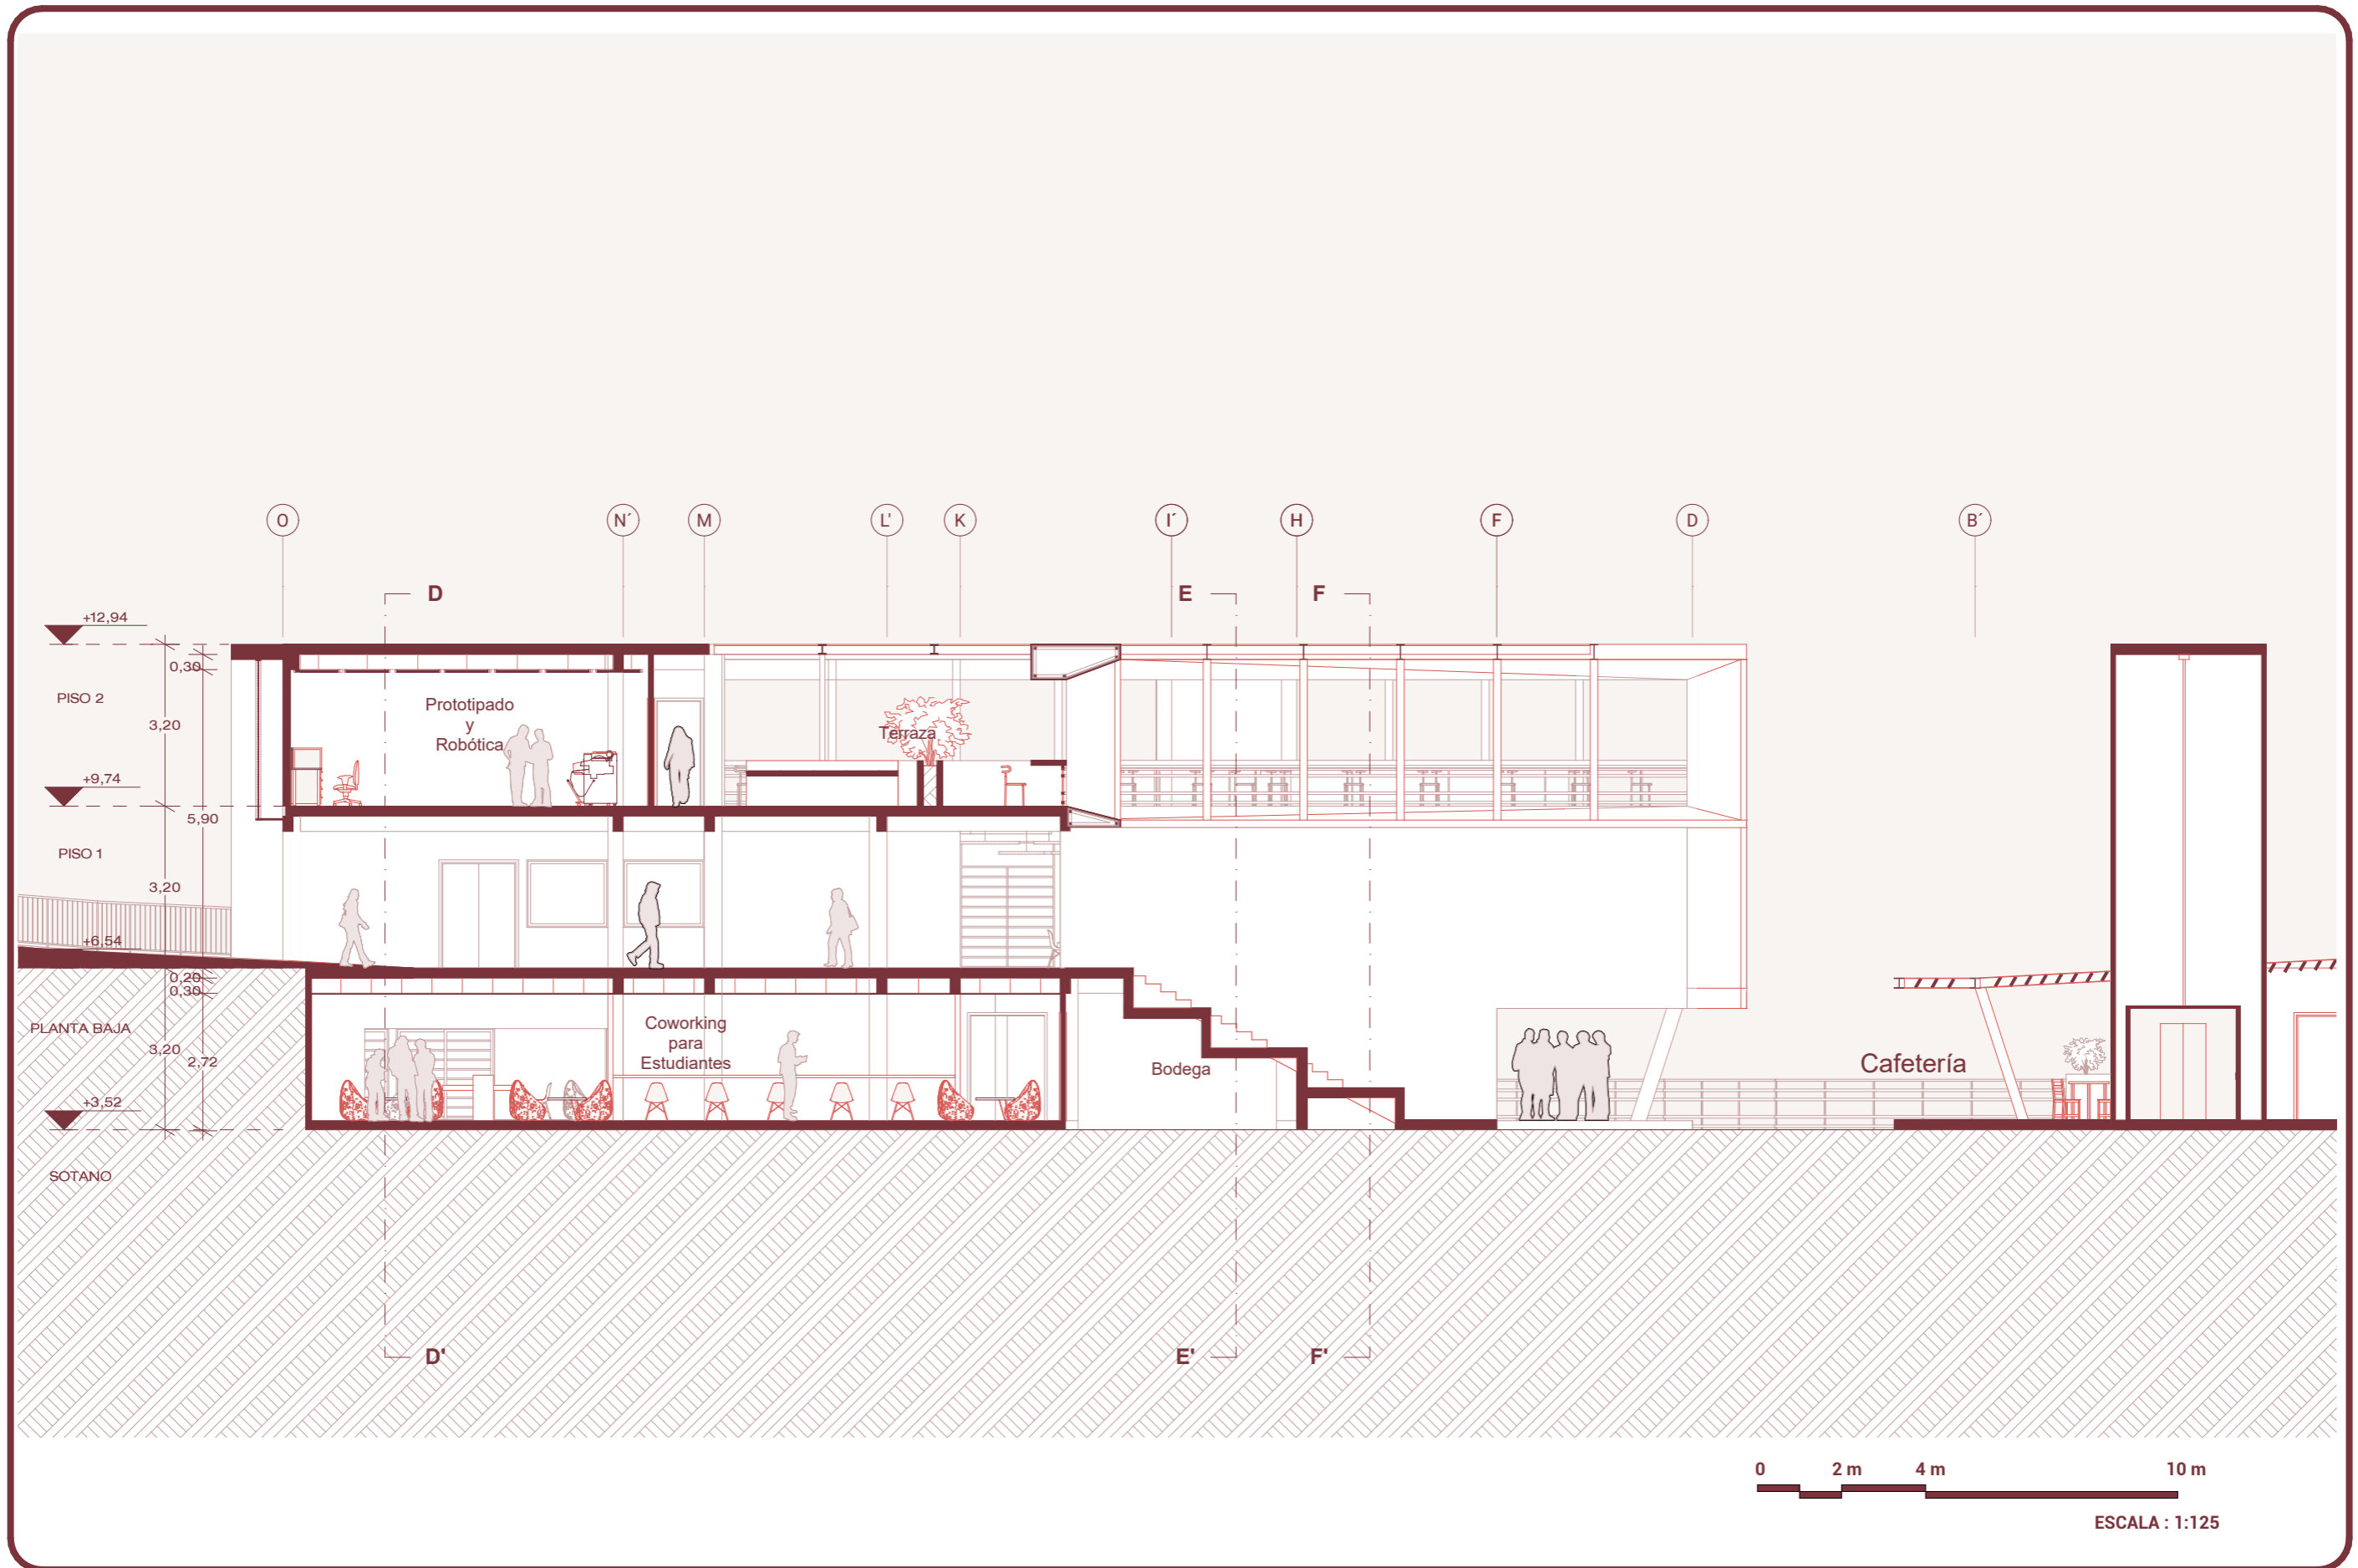 O
N´
M
L'
K
I´
H
F
D
B´
D
E
F
+12,94
0,30
PISO 2
3,20
Prototipado
y
Robótica
Terraza
+9,74
5,90
PISO 1
3,20
+6,54
0,20
0,30
PLANTA BAJA
3,20
2,72
Coworking
para
Estudiantes
Bodega
Cafetería
+3,52
SOTANO
D'
E'
F'
0
2 m
4 m
10 m
ESCALA : 1:125